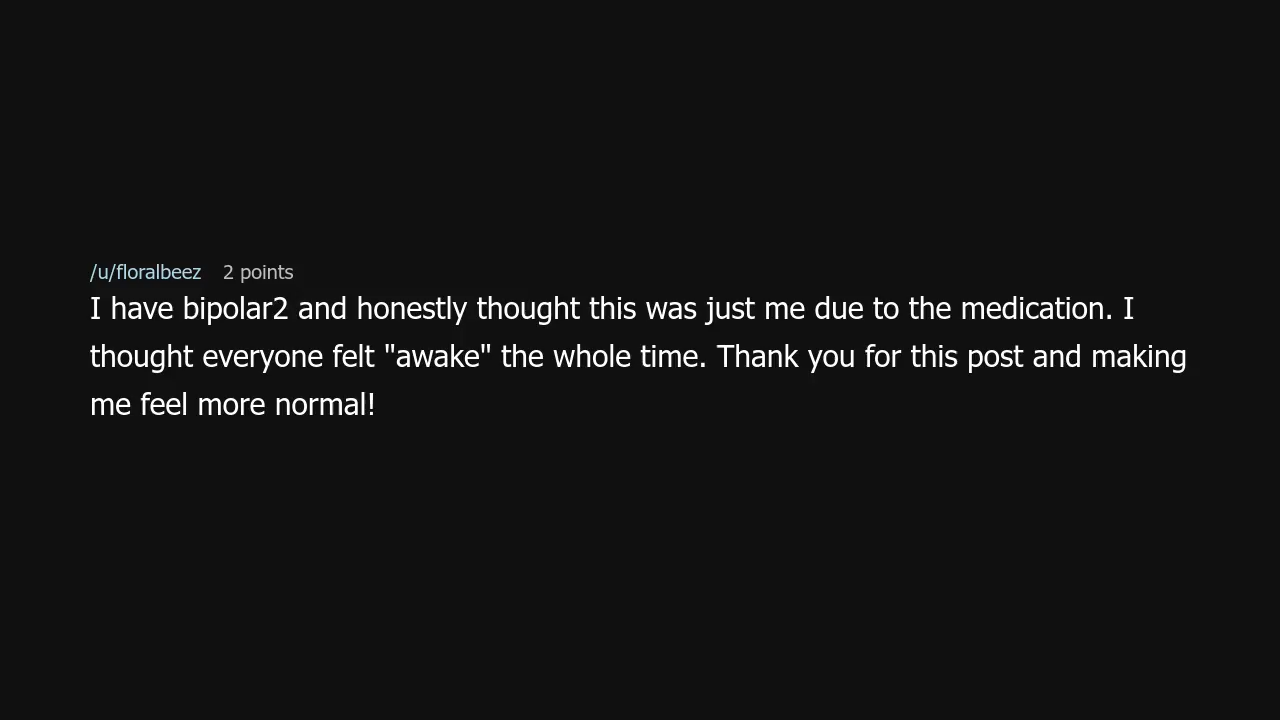 /u/floralbeez 2 points
I have bipolar2 and honestly thought this was just me due to the medication. I
thought everyone felt "awake" the whole time. Thank you for this post and making
me feel more normal!